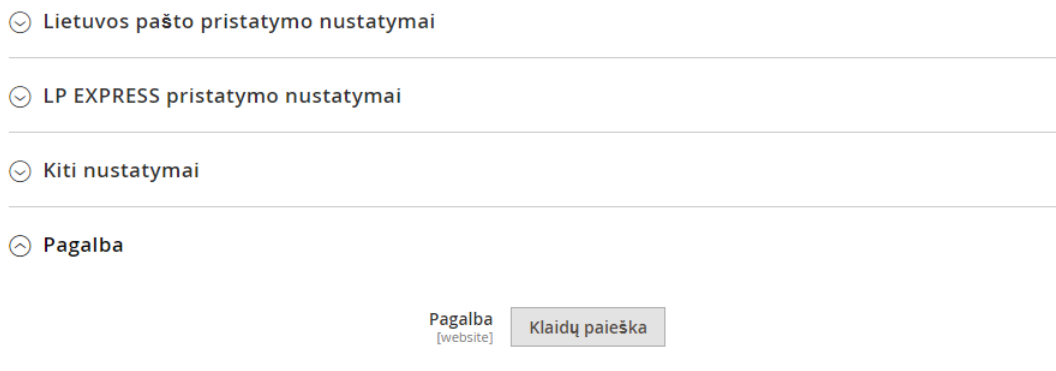 Lietuvos pašto pristatymo nustatymai
LP EXPRESS pristatymo nustatymai
Kiti nustatymai
Pagalba
Pagalba
[website]
Klaidų paieška